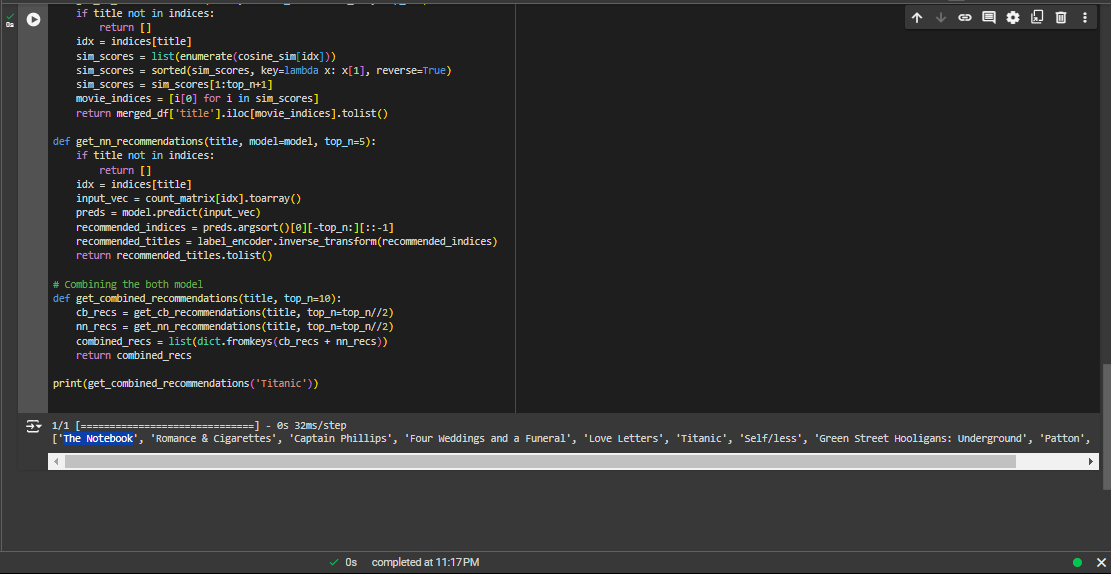 if title not in indices:
return []
idx = indices[title]
sim_scores = list(enumerate(cosine_sim[idx]))
sim_scores = sorted(sim_scores, key=lambda x: x[1], reverse=True)
sim_scores = sim_scores[1:top_n+1]
movie_indices = [i[0] for i in sim_scores]
return merged_df['title'].iloc[movie_indices].tolist()
def get_nn_recommendations(title, model=model, top_n=5):
if title not in indices:
return []
idx = indices[title]
input_vec = count_matrix[idx].toarray()
preds = model.predict(input_vec)
recommended_indices = preds.argsort()[0][-top_n:][::-1]
recommended_titles = label_encoder.inverse_transform(recommended_indices)
return recommended_titles.tolist()
# Combining the both model
def get_combined_recommendations(title, top_n=10):
cb_recs = get_cb_recommendations(title, top_n=top_n//2)
nn_recs = get_nn_recommendations(title, top_n=top_n//2)
combined_recs = list(dict.fromkeys(cb_recs + nn_recs))
return combined_recs
print(get_combined_recommendations('Titanic'))
1/1 [==============================] - 0s 32ms/step
['The Notebook', 'Romance & Cigarettes', 'Captain Phillips', 'Four Weddings and a Funeral', 'Love Letters', 'Titanic', 'Self/less', 'Green Street Hooligans: Underground', 'Patton',
0s completed at 11:17 PM